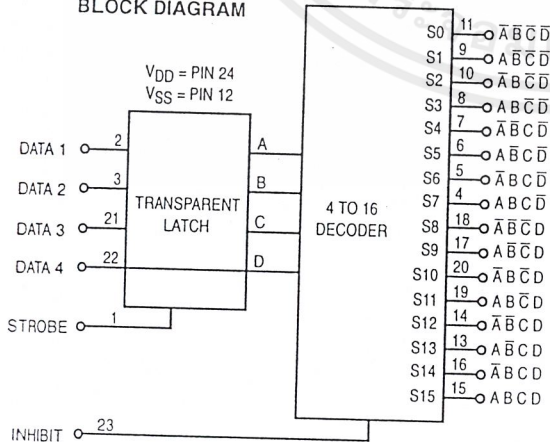 BLOCK DIAGRAM
V_DD = PIN 24
V_SS = PIN 12
DATA 1 2
DATA 2 3
DATA 3 21
DATA 4 22
STROBE 1
INHIBIT 23
TRANSPARENT
LATCH
A
B
C
D
4 TO 16
DECODER
S0 11 A̅ B̅ C̅ D̅
S1 9 A B̅ C̅ D̅
S2 10 A̅ B C̅ D̅
S3 8 A B C̅ D̅
S4 7 A̅ B̅ C D̅
S5 6 A B̅ C D̅
S6 5 A̅ B C D̅
S7 4 A B C D̅
S8 18 A̅ B̅ C̅ D
S9 17 A B̅ C̅ D
S10 20 A̅ B C̅ D
S11 19 A B C̅ D
S12 14 A̅ B̅ C D
S13 13 A B̅ C D
S14 16 A̅ B C D
S15 15 A B C D